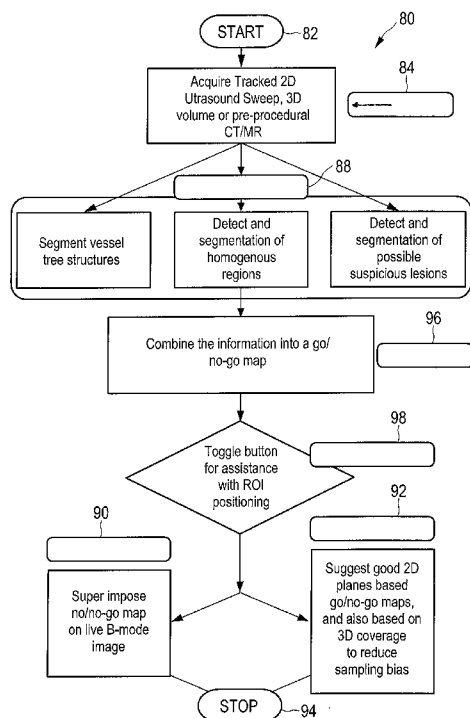 START
82
80
Acquire Tracked 2D
Utrasound Sweep, 3D
volume or pre-procedural
CT/MR
84
88
Segment vessel
tree structures
Detect and
segmentation of
homogenous
regions
Detect and
segmentation of
possible
suspicious lesions
96
Combine the information into a go/
no-go map
98
Toggle button
for assistance
with ROI
positioning
90
92
Super impose
no/no-go map
on live B-mode
image
Suggest good 2D
planes based
go/no-go maps,
and also based on
3D coverage
to reduce
sampling bias
STOP
94